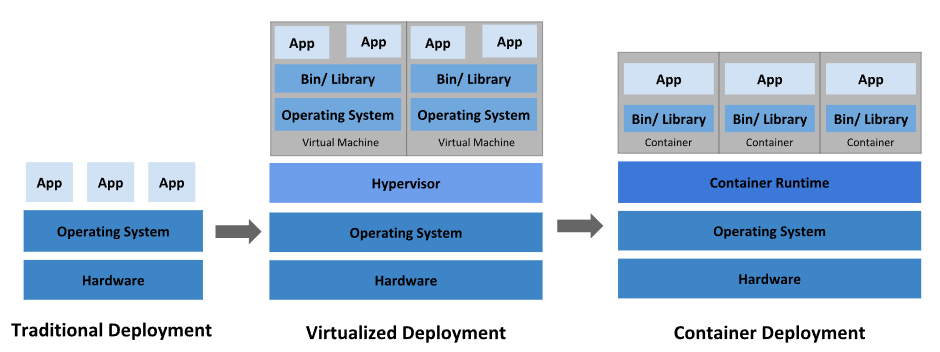 App App App
Operating System
Hardware
Traditional Deployment
App App App App
Bin/ Library Bin/ Library
Operating System Operating System
Virtual Machine Virtual Machine
Hypervisor
Operating System
Hardware
Virtualized Deployment
App App App
Bin/ Library Bin/ Library Bin/ Library
Container Container Container
Container Runtime
Operating System
Hardware
Container Deployment